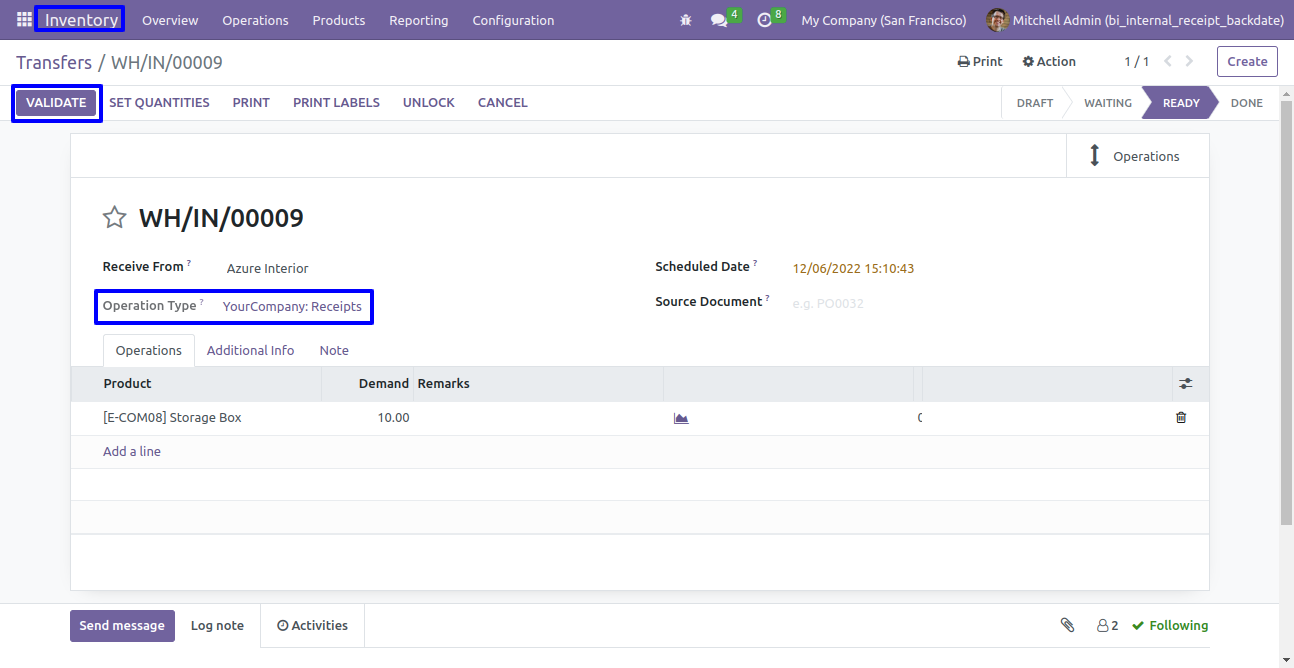 Inventory Overview Operations Products Reporting Configuration 4 8 My Company (San Francisco) Mitchell Admin (bi_internal_receipt_backdate)
Transfers / WH/IN/00009 Print Action 1 / 1 Create
VALIDATE SET QUANTITIES PRINT PRINT LABELS UNLOCK CANCEL DRAFT WAITING READY DONE
Operations
WH/IN/00009
Receive From ? Azure Interior Scheduled Date ? 12/06/2022 15:10:43
Operation Type ? YourCompany: Receipts Source Document ? e.g. PO0032
Operations Additional Info Note
Product Demand Remarks
[E-COM08] Storage Box 10.00
Add a line
Send message Log note Activities 2 Following